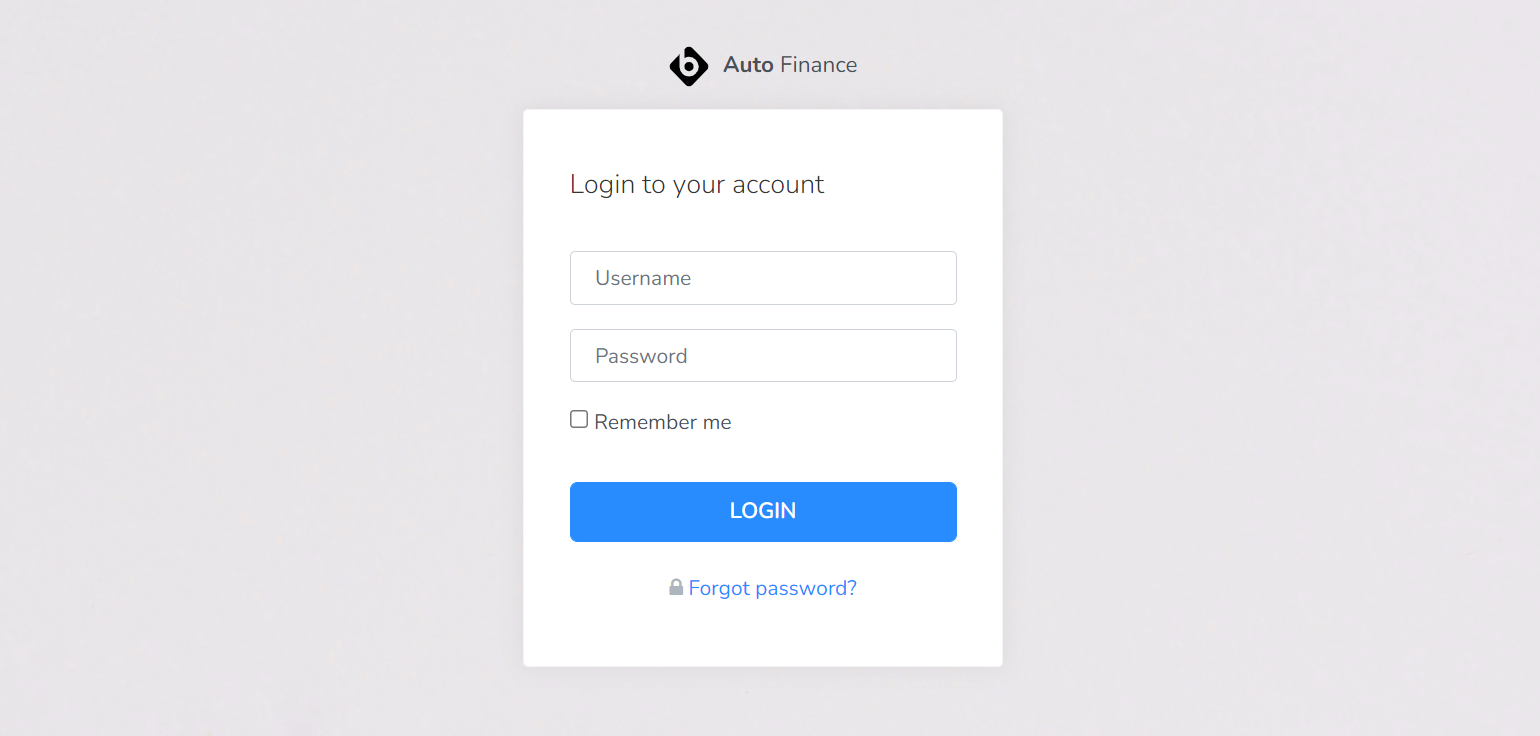 Auto Finance
Login to your account
Username
Password
Remember me
LOGIN
Forgot password?